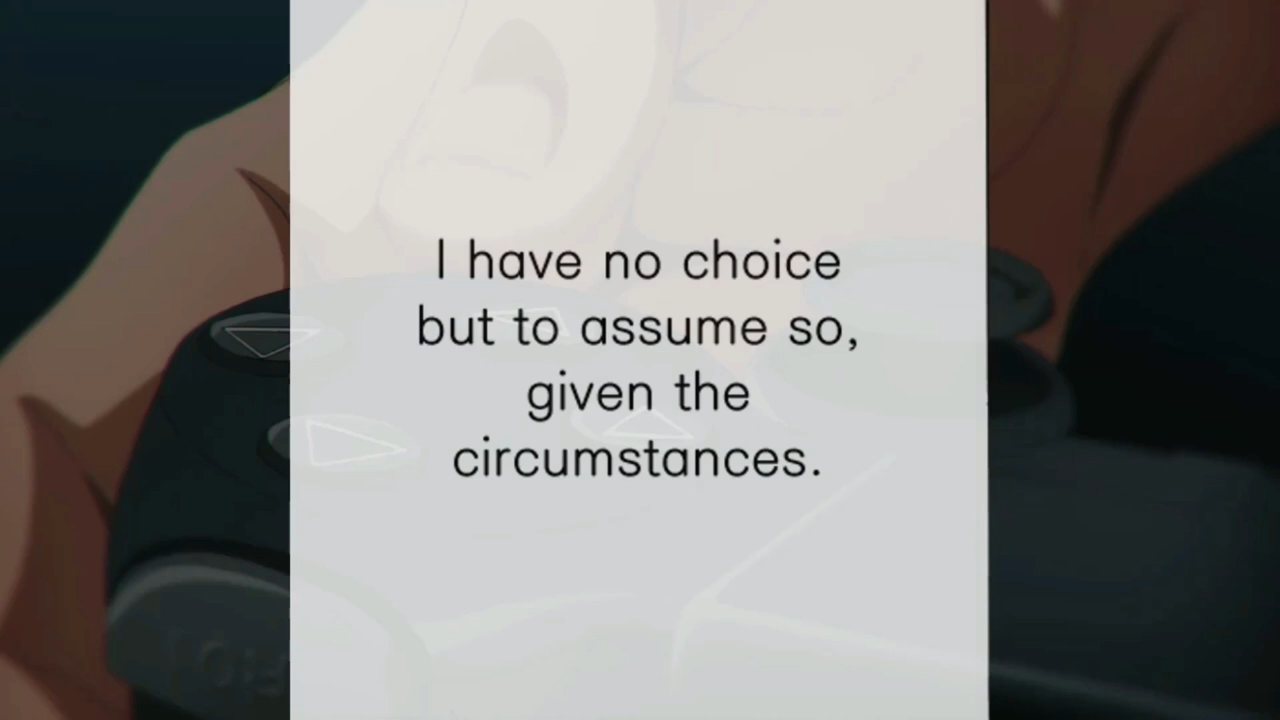 I have no choice
but to assume so,
given the
circumstances.